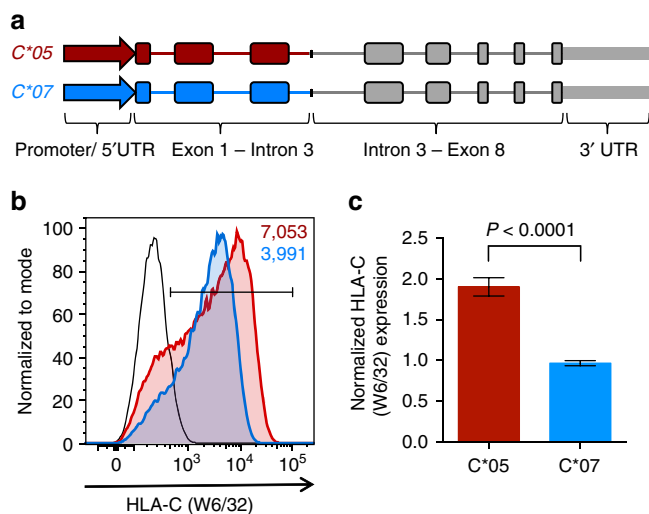 a
C*05
C*07
Promoter/ 5′UTR
Exon 1 – Intron 3
Intron 3 – Exon 8
3′ UTR
b
Normalized to mode
100
80
60
40
20
0
7,053
3,991
0
10³
10⁴
10⁵
HLA-C (W6/32)
c
Normalized HLA-C
(W6/32) expression
P < 0.0001
2.5
2.0
1.5
1.0
0.5
0.0
C*05
C*07